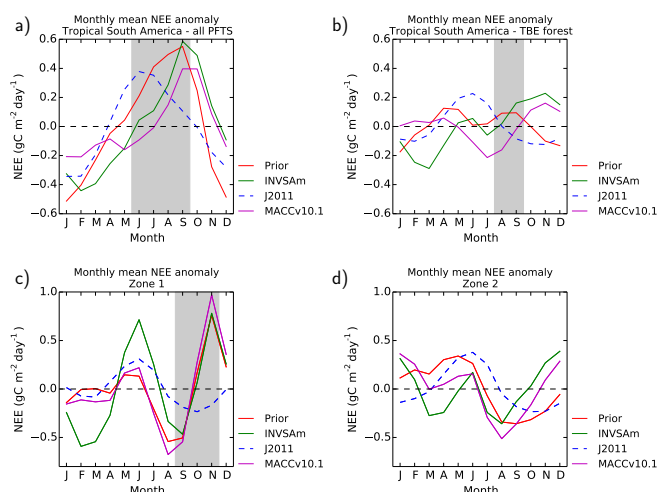 a)
Monthly mean NEE anomaly
Tropical South America - all PFTS
NEE (gC m⁻² day⁻¹)
0.6
0.4
0.2
0.0
−0.2
−0.4
−0.6
J F M A M J J A S O N D
Month
Prior
INVSAm
J2011
MACCv10.1
b)
Monthly mean NEE anomaly
Tropical South America - TBE forest
NEE (gC m⁻² day⁻¹)
0.6
0.4
0.2
0.0
−0.2
−0.4
−0.6
J F M A M J J A S O N D
Month
Prior
INVSAm
J2011
MACCv10.1
c)
Monthly mean NEE anomaly
Zone 1
NEE (gC m⁻² day⁻¹)
1.0
0.5
0.0
−0.5
J F M A M J J A S O N D
Month
Prior
INVSAm
J2011
MACCv10.1
d)
Monthly mean NEE anomaly
Zone 2
NEE (gC m⁻² day⁻¹)
1.0
0.5
0.0
−0.5
J F M A M J J A S O N D
Month
Prior
INVSAm
J2011
MACCv10.1